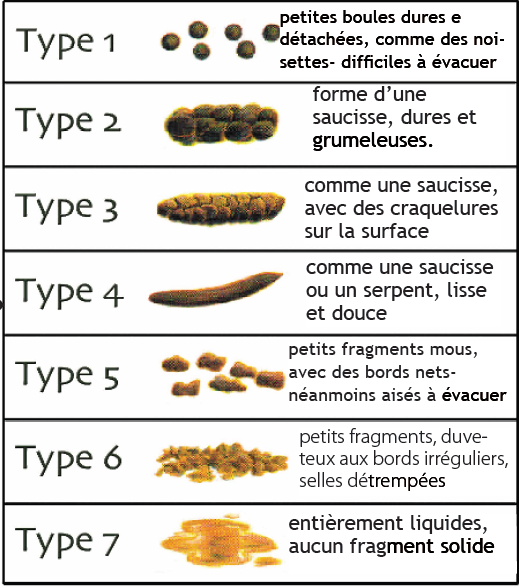 Type 1
petites boules dures e
détachées, comme des noi-
settes- difficiles à évacuer
Type 2
forme d'une
saucisse, dures et
grumeleuses.
Type 3
comme une saucisse,
avec des craquelures
sur la surface
Type 4
comme une saucisse
ou un serpent, lisse
et douce
Type 5
petits fragments mous,
avec des bords nets-
néanmoins aisés à évacuer
Type 6
petits fragments, duve-
teux aux bords irréguliers,
selles détrempées
Type 7
entièrement liquides,
aucun fragment solide